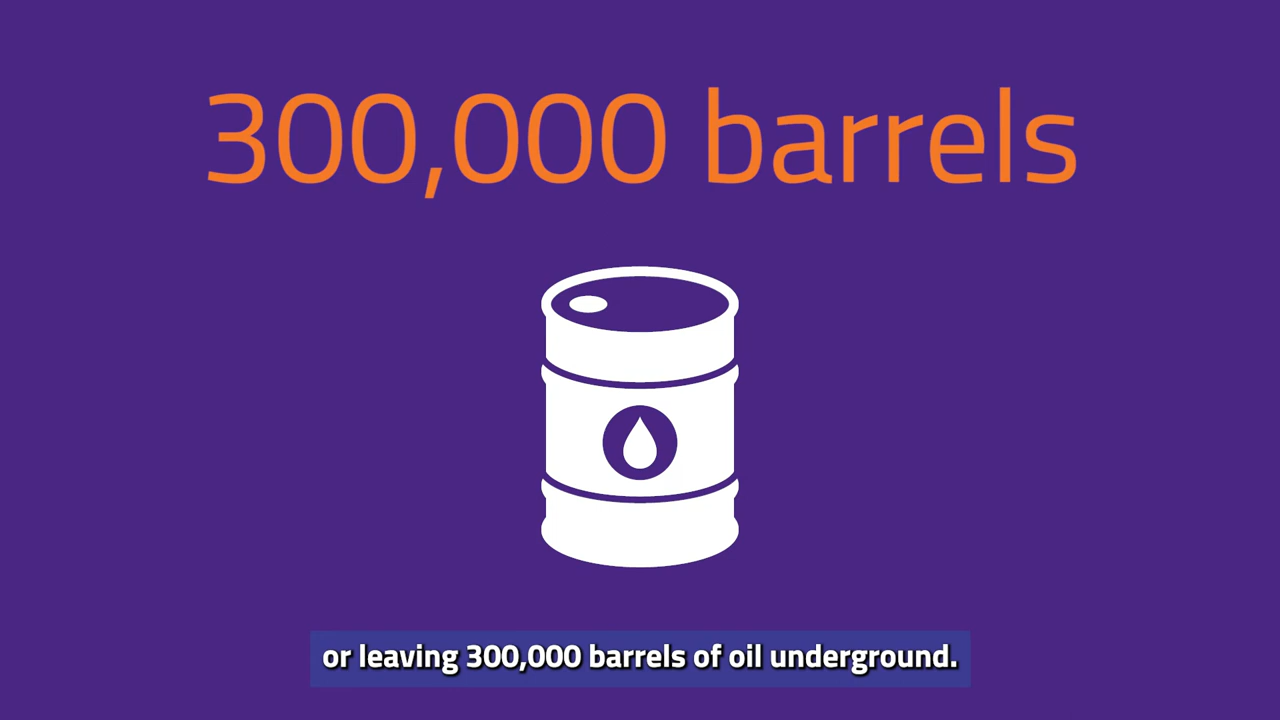 300,000 barrels
or leaving 300,000 barrels of oil underground.